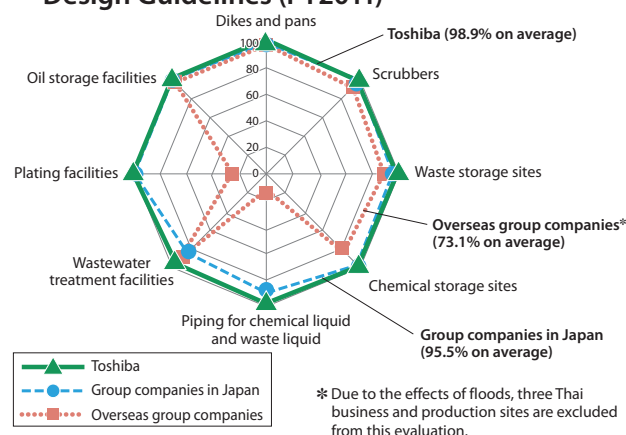 Design Guidelines (FY2011)
Dikes and pans
Toshiba (98.9% on average)
100
80
60
40
20
0
Oil storage facilities
Scrubbers
Plating facilities
Waste storage sites
Overseas group companies*
(73.1% on average)
Wastewater
treatment facilities
Chemical storage sites
Piping for chemical liquid
and waste liquid
Group companies in Japan
(95.5% on average)
Toshiba
Group companies in Japan
Overseas group companies
* Due to the effects of floods, three Thai
business and production sites are excluded
from this evaluation.